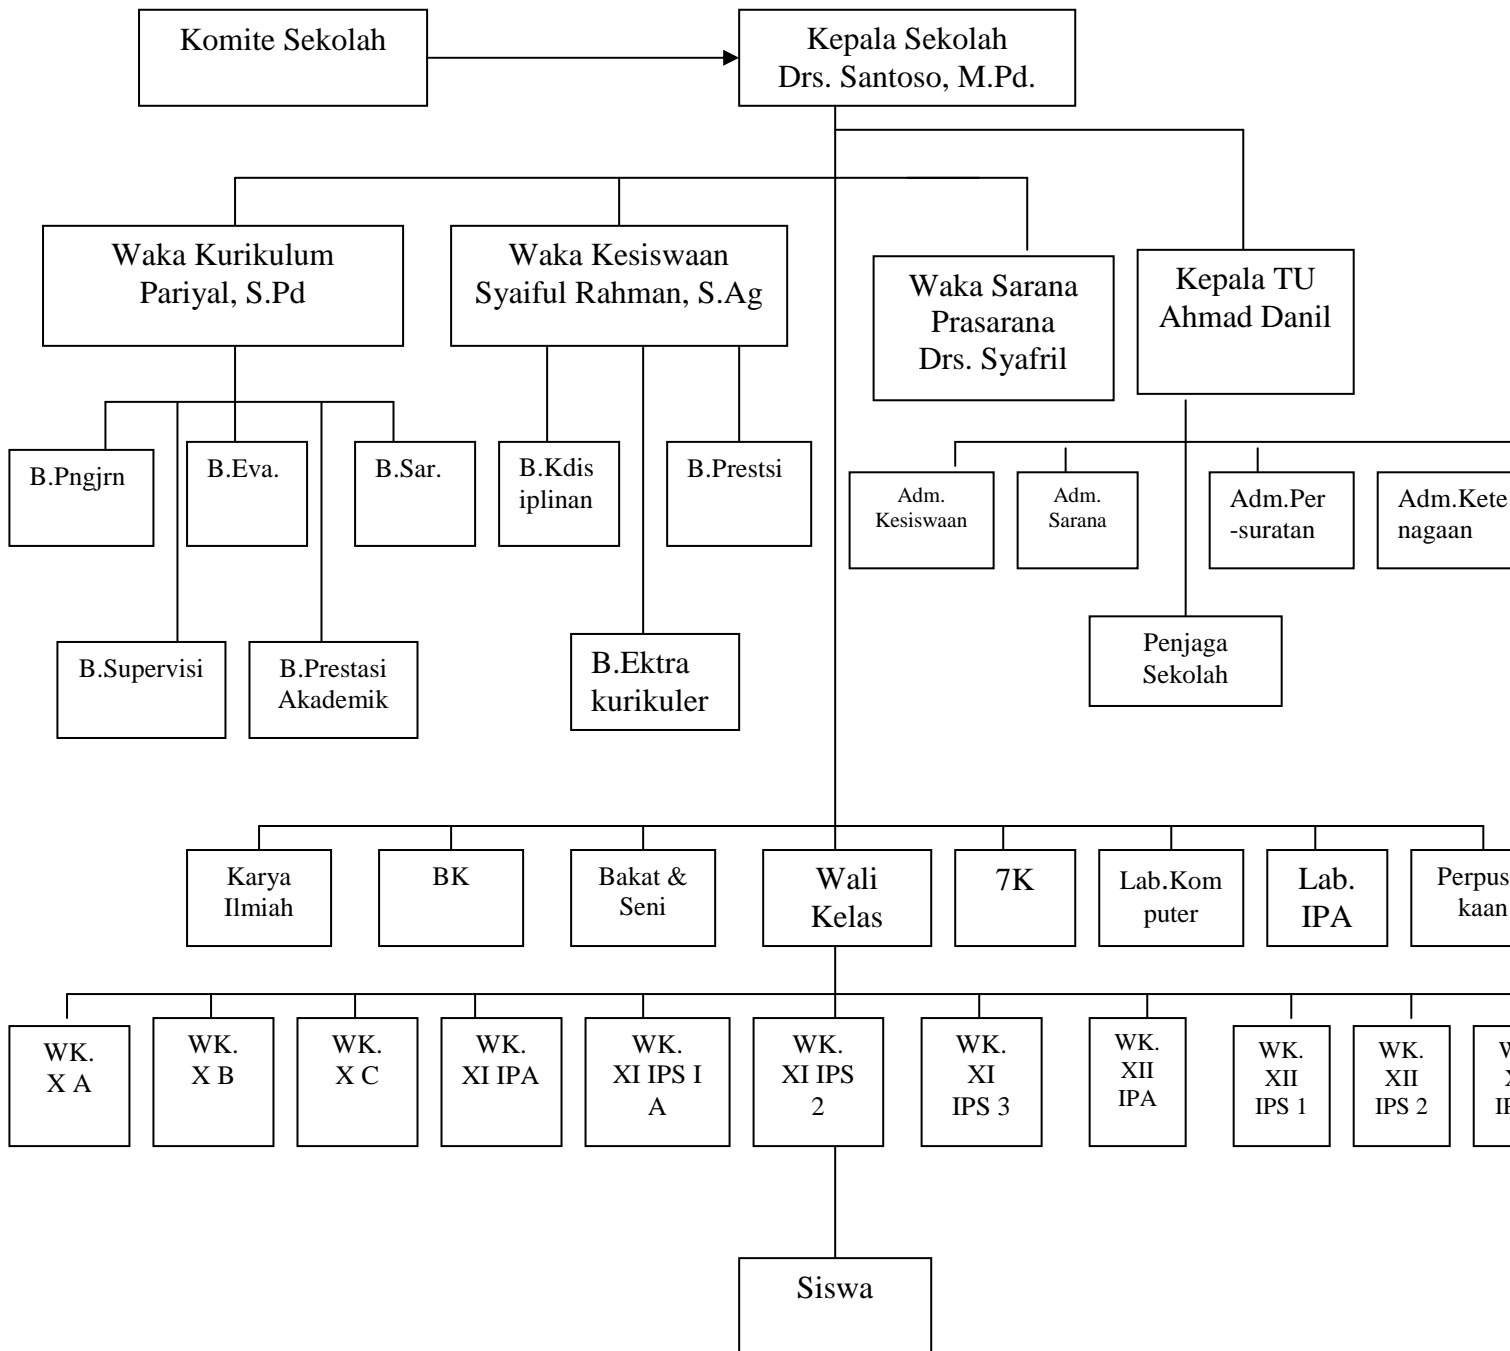 Komite Sekolah
Kepala Sekolah
Drs. Santoso, M.Pd.
Waka Kurikulum
Pariyal, S.Pd
Waka Kesiswaan
Syaiful Rahman, S.Ag
Waka Sarana
Prasarana
Drs. Syafril
Kepala TU
Ahmad Danil
B.Pngjrn
B.Eva.
B.Sar.
B.Kdis
iplinan
B.Prestsi
Adm.
Kesiswaan
Adm.
Sarana
Adm.Per
-suratan
Adm.Kete
nagaan
B.Supervisi
B.Prestasi
Akademik
B.Ektra
kurikuler
Penjaga
Sekolah
Karya
Ilmiah
BK
Bakat &
Seni
Wali
Kelas
7K
Lab.Kom
puter
Lab.
IPA
Perpus
kaan
WK.
X A
WK.
X B
WK.
X C
WK.
XI IPA
WK.
XI IPS I
A
WK.
XI IPS
2
WK.
XI
IPS 3
WK.
XII
IPA
WK.
XII
IPS 1
WK.
XII
IPS 2
Siswa